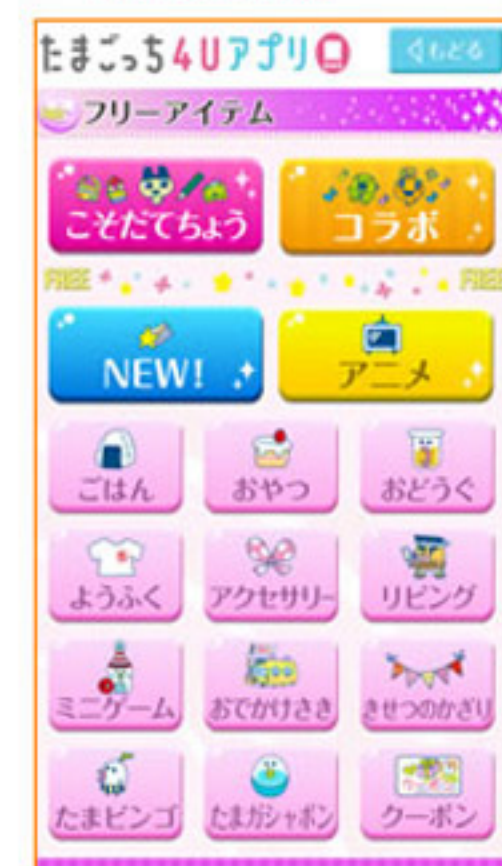 たまごっち4Uアプリ もどる
フリーアイテム
こそだてちょう コラボ
FREE FREE
NEW! アニメ
ごはん おやつ おどうぐ
ようふく アクセサリー リビング
ミニゲーム おでかけさき きせつのかざり
たまビンゴ たまガシャポン クーポン